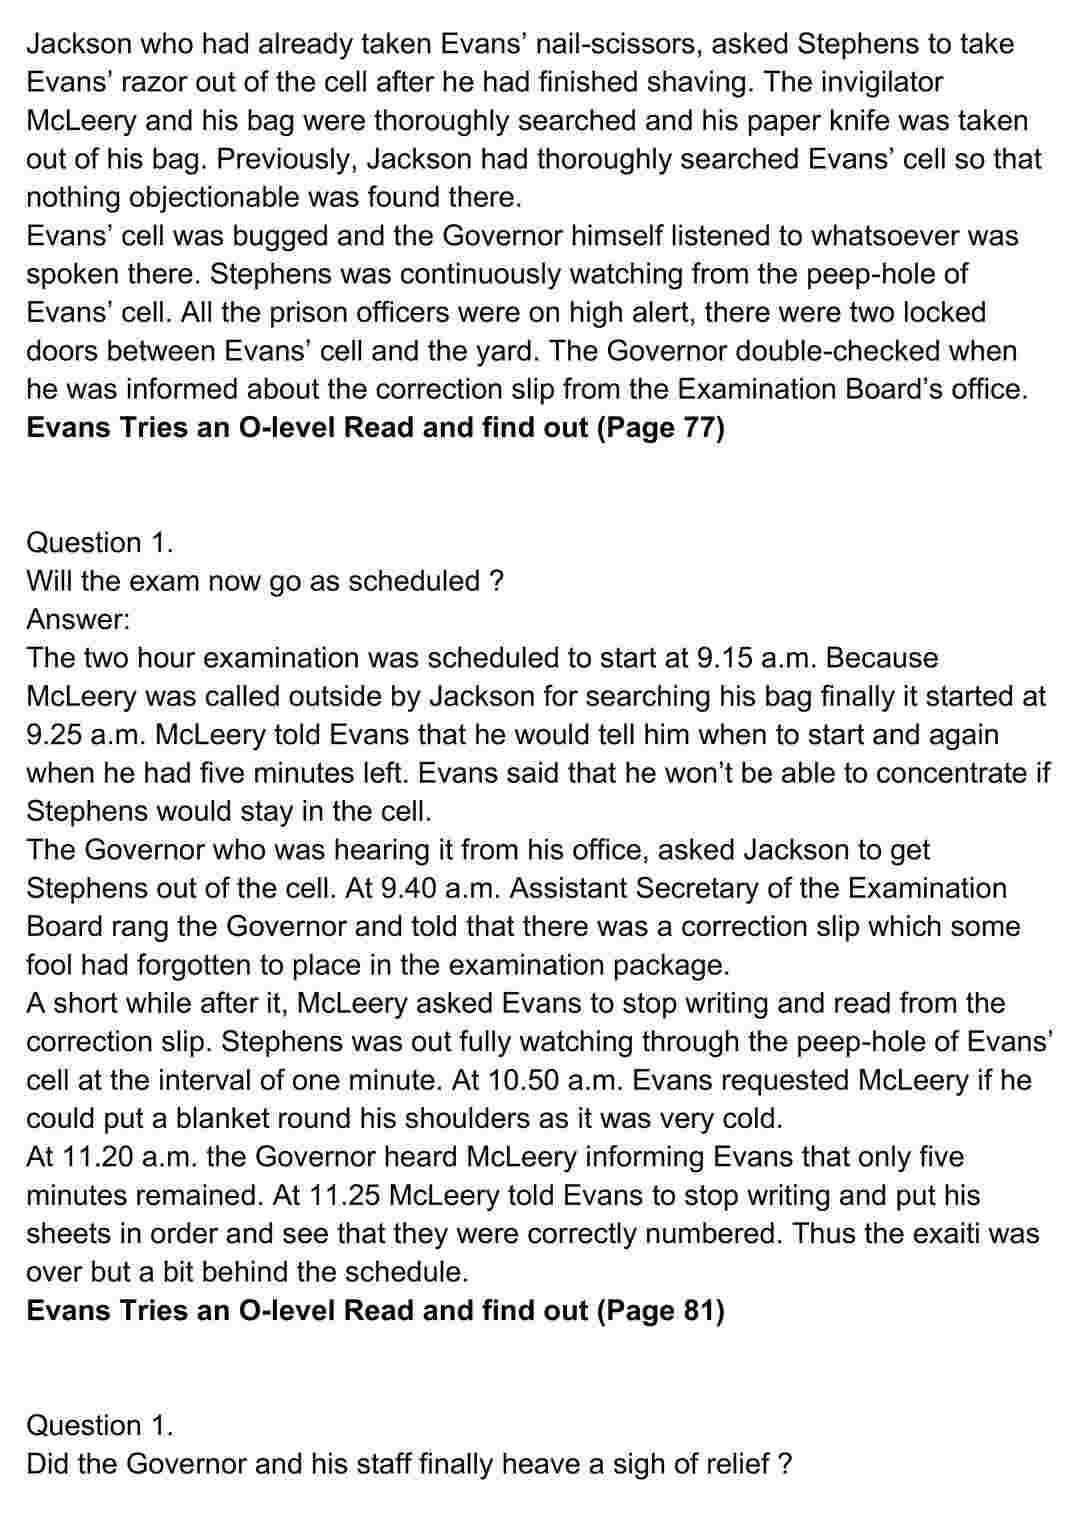 Jackson who had already taken Evans’ nail-scissors, asked Stephens to take
Evans’ razor out of the cell after he had finished shaving. The invigilator
McLeery and his bag were thoroughly searched and his paper knife was taken
out of his bag. Previously, Jackson had thoroughly searched Evans’ cell so that
nothing objectionable was found there.
Evans’ cell was bugged and the Governor himself listened to whatsoever was
spoken there. Stephens was continuously watching from the peep-hole of
Evans’ cell. All the prison officers were on high alert, there were two locked
doors between Evans’ cell and the yard. The Governor double-checked when
he was informed about the correction slip from the Examination Board’s office.
Evans Tries an O-level Read and find out (Page 77)
Question 1.
Will the exam now go as scheduled ?
Answer:
The two hour examination was scheduled to start at 9.15 a.m. Because
McLeery was called outside by Jackson for searching his bag finally it started at
9.25 a.m. McLeery told Evans that he would tell him when to start and again
when he had five minutes left. Evans said that he won’t be able to concentrate if
Stephens would stay in the cell.
The Governor who was hearing it from his office, asked Jackson to get
Stephens out of the cell. At 9.40 a.m. Assistant Secretary of the Examination
Board rang the Governor and told that there was a correction slip which some
fool had forgotten to place in the examination package.
A short while after it, McLeery asked Evans to stop writing and read from the
correction slip. Stephens was out fully watching through the peep-hole of Evans’
cell at the interval of one minute. At 10.50 a.m. Evans requested McLeery if he
could put a blanket round his shoulders as it was very cold.
At 11.20 a.m. the Governor heard McLeery informing Evans that only five
minutes remained. At 11.25 McLeery told Evans to stop writing and put his
sheets in order and see that they were correctly numbered. Thus the exaiti was
over but a bit behind the schedule.
Evans Tries an O-level Read and find out (Page 81)
Question 1.
Did the Governor and his staff finally heave a sigh of relief ?